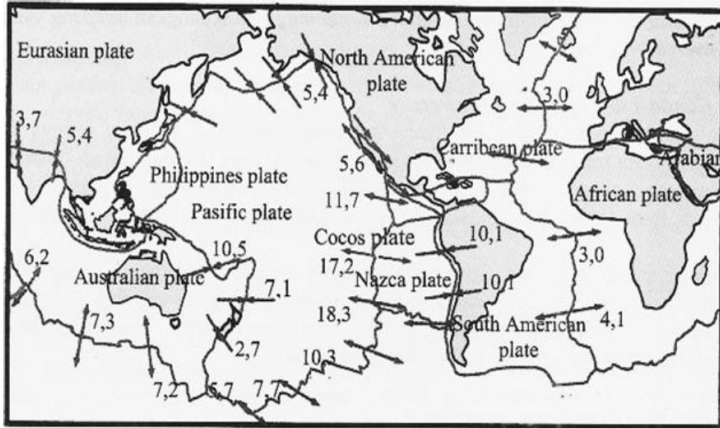 Eurasian plate
North American
plate
5,4
3,0
3,7
5,4
Carribean plate
Arabian
5,6
Philippines plate
African plate
11,7
Pasific plate
Cocos plate
10,1
3,0
6,2
10,5
17,2
Australian plate
Nazca plate
10,1
7,1
7,3
18,3
South American
plate
4,1
2,7
10,3
7,2
6,7
7,7